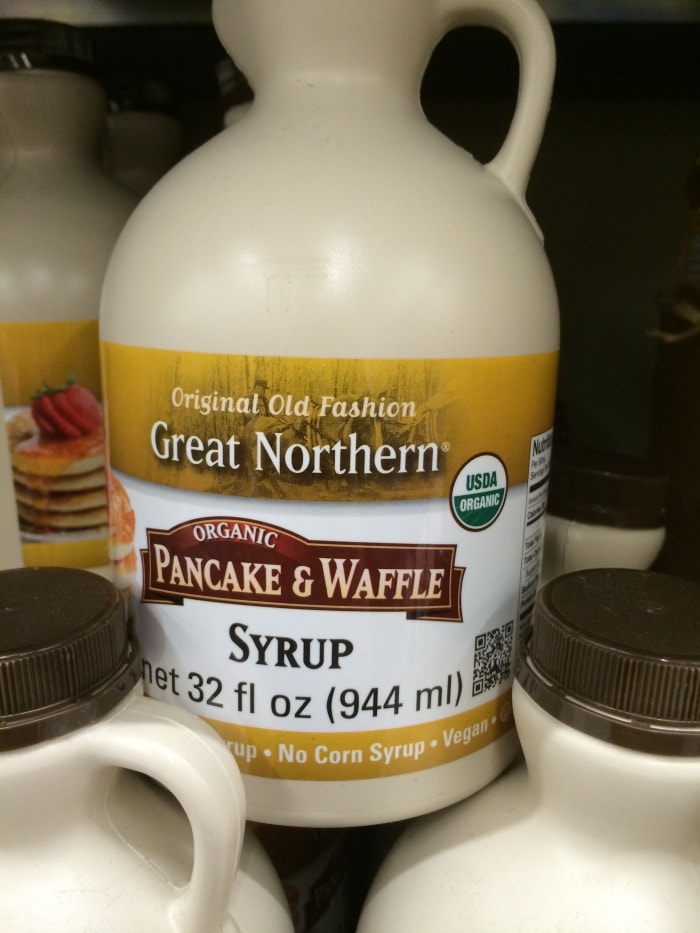 Original Old Fashion
Great Northern®
USDA
ORGANIC
ORGANIC
PANCAKE & WAFFLE
SYRUP
net 32 fl oz (944 ml)
• No Corn Syrup • Vegan •